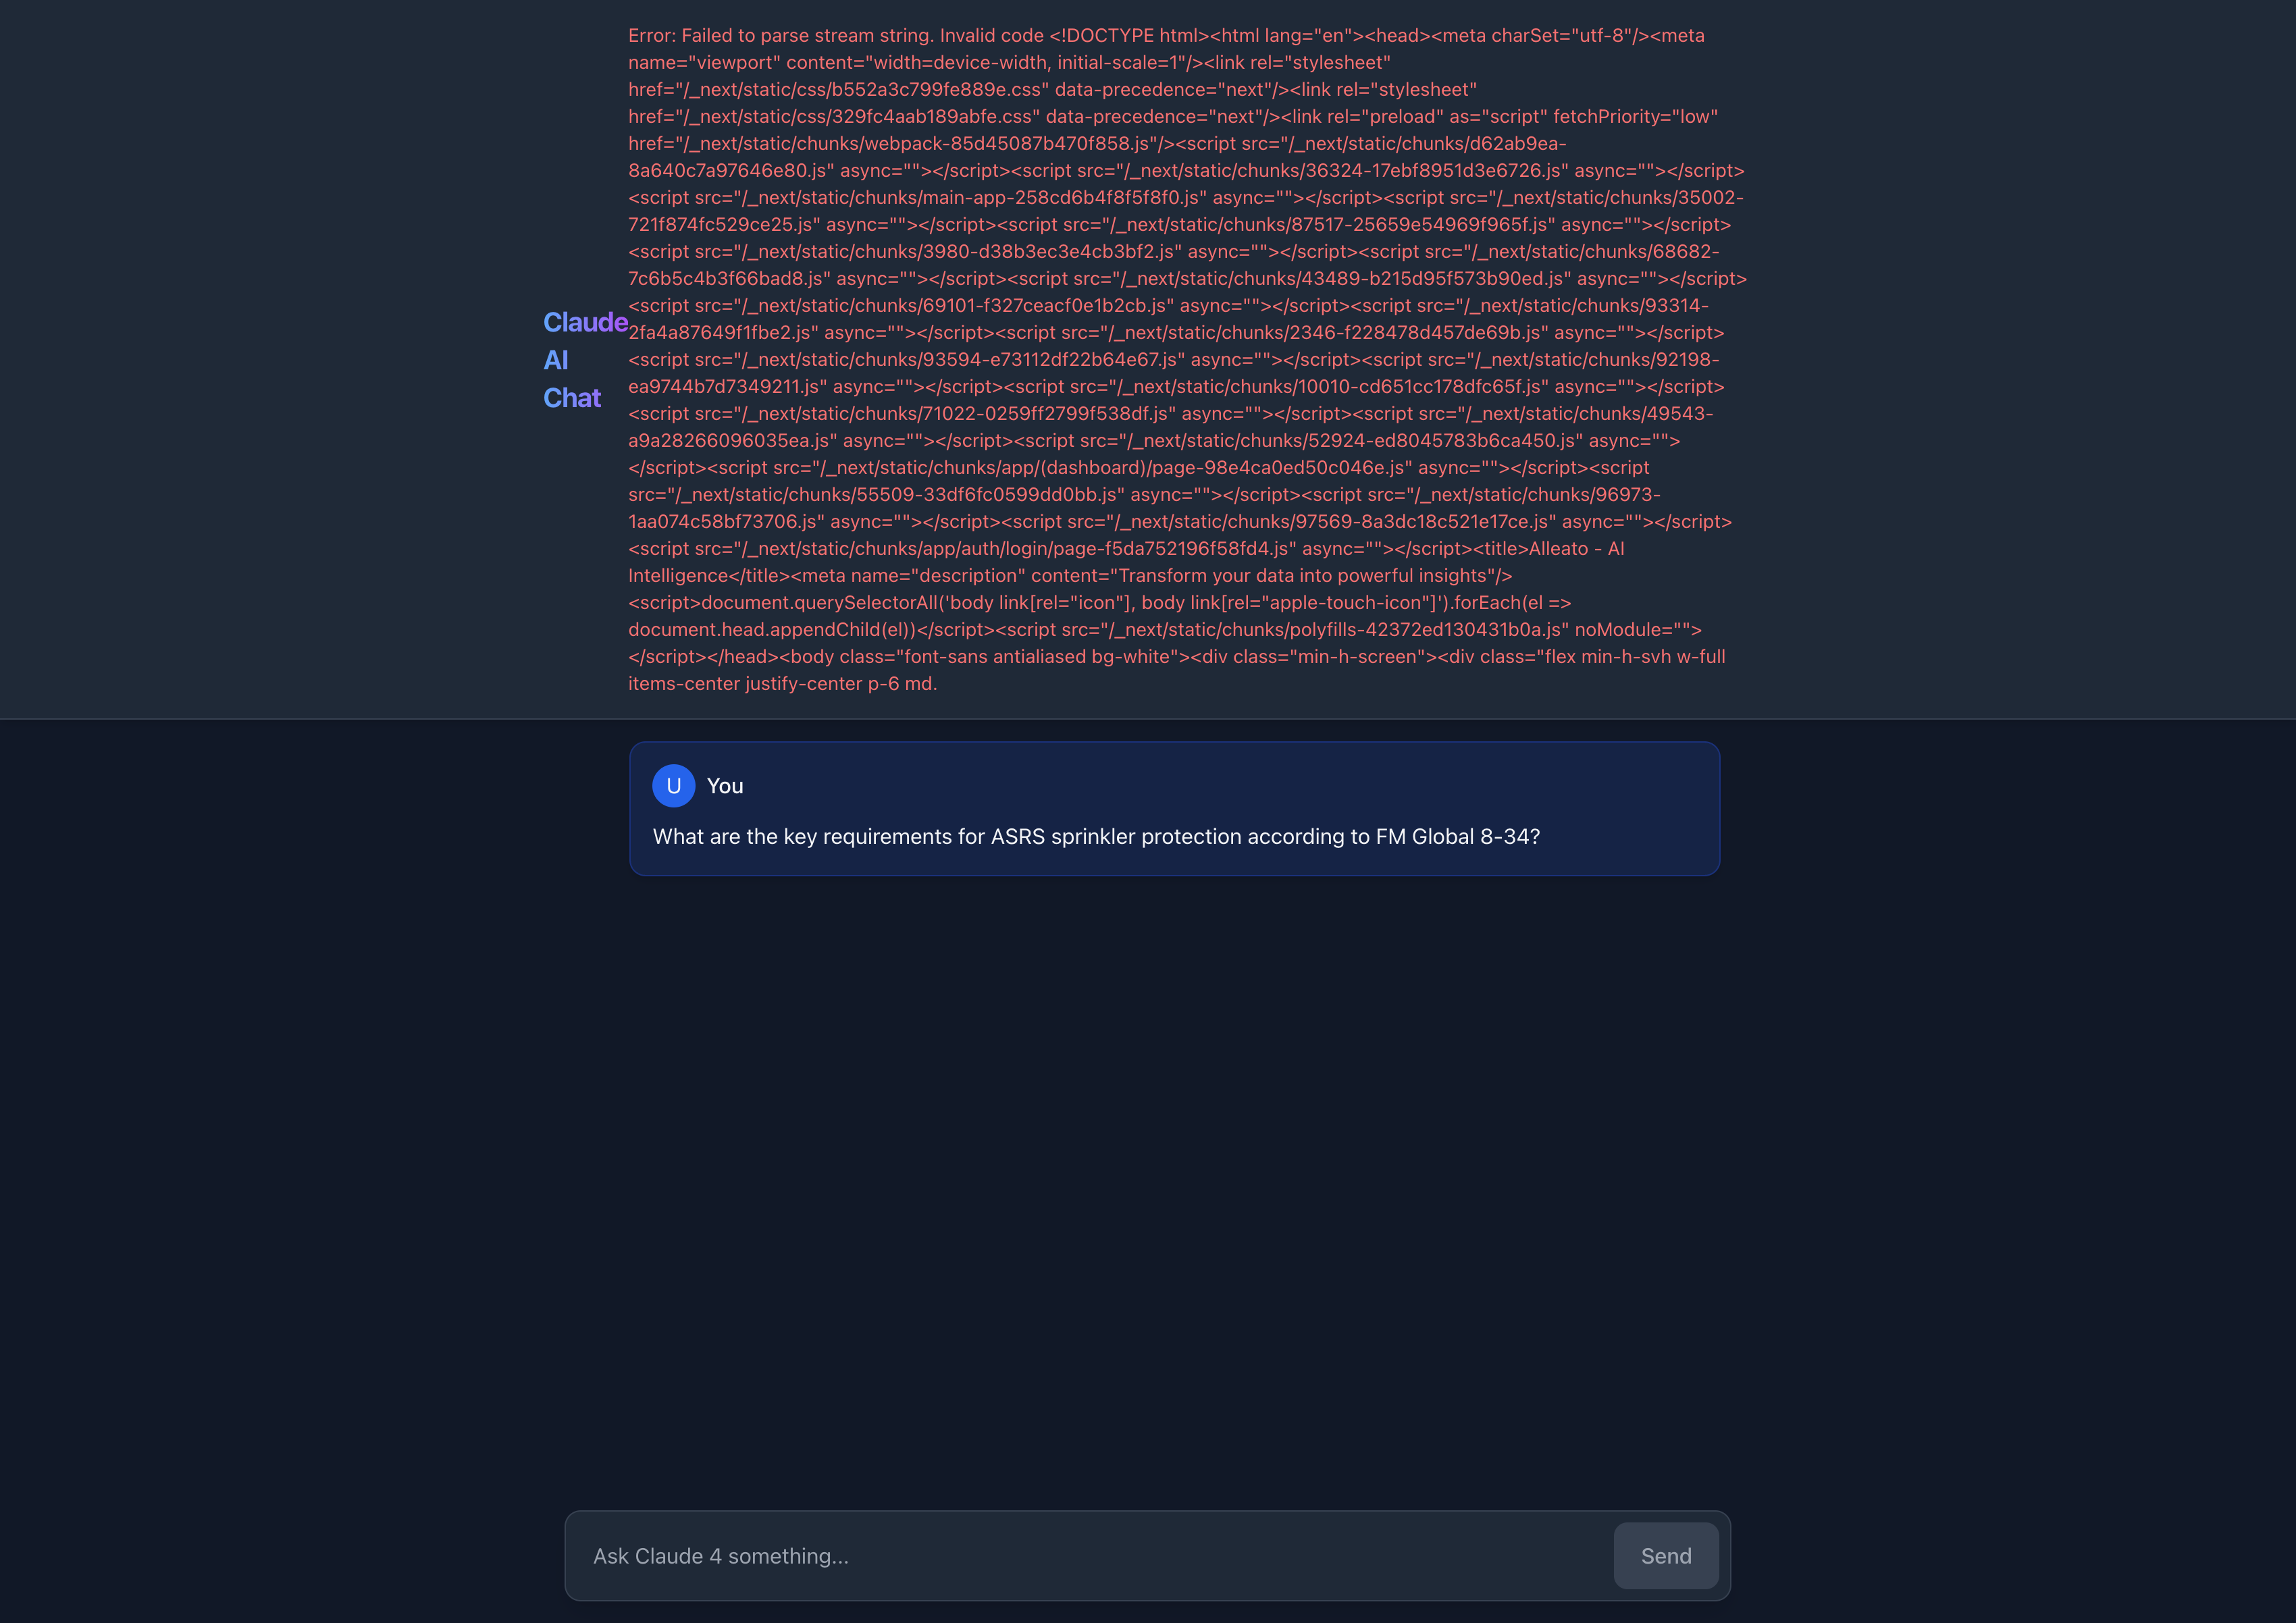 Error: Failed to parse stream string. Invalid code <!DOCTYPE html><html lang="en"><head><meta charSet="utf-8"/><meta
name="viewport" content="width=device-width, initial-scale=1"/><link rel="stylesheet"
href="/_next/static/css/b552a3c799fe889e.css" data-precedence="next"/><link rel="stylesheet"
href="/_next/static/css/329fc4aab189abfe.css" data-precedence="next"/><link rel="preload" as="script" fetchPriority="low"
href="/_next/static/chunks/webpack-85d45087b470f858.js"/><script src="/_next/static/chunks/d62ab9ea-
8a640c7a97646e80.js" async=""></script><script src="/_next/static/chunks/36324-17ebf8951d3e6726.js" async=""></script>
<script src="/_next/static/chunks/main-app-258cd6b4f8f5f8f0.js" async=""></script><script src="/_next/static/chunks/35002-
721f874fc529ce25.js" async=""></script><script src="/_next/static/chunks/87517-25659e54969f965f.js" async=""></script>
<script src="/_next/static/chunks/3980-d38b3ec3e4cb3bf2.js" async=""></script><script src="/_next/static/chunks/68682-
7c6b5c4b3f66bad8.js" async=""></script><script src="/_next/static/chunks/43489-b215d95f573b90ed.js" async=""></script>
<script src="/_next/static/chunks/69101-f327ceacf0e1b2cb.js" async=""></script><script src="/_next/static/chunks/93314-
2fa4a87649f1fbe2.js" async=""></script><script src="/_next/static/chunks/2346-f228478d457de69b.js" async=""></script>
<script src="/_next/static/chunks/93594-e73112df22b64e67.js" async=""></script><script src="/_next/static/chunks/92198-
ea9744b7d7349211.js" async=""></script><script src="/_next/static/chunks/10010-cd651cc178dfc65f.js" async=""></script>
<script src="/_next/static/chunks/71022-0259ff2799f538df.js" async=""></script><script src="/_next/static/chunks/49543-
a9a28266096035ea.js" async=""></script><script src="/_next/static/chunks/52924-ed8045783b6ca450.js" async="">
</script><script src="/_next/static/chunks/app/(dashboard)/page-98e4ca0ed50c046e.js" async=""></script><script
src="/_next/static/chunks/55509-33df6fc0599dd0bb.js" async=""></script><script src="/_next/static/chunks/96973-
1aa074c58bf73706.js" async=""></script><script src="/_next/static/chunks/97569-8a3dc18c521e17ce.js" async=""></script>
<script src="/_next/static/chunks/app/auth/login/page-f5da752196f58fd4.js" async=""></script><title>Alleato - AI
Intelligence</title><meta name="description" content="Transform your data into powerful insights"/>
<script>document.querySelectorAll('body link[rel="icon"], body link[rel="apple-touch-icon"]').forEach(el =>
document.head.appendChild(el))</script><script src="/_next/static/chunks/polyfills-42372ed130431b0a.js" noModule="">
</script></head><body class="font-sans antialiased bg-white"><div class="min-h-screen"><div class="flex min-h-svh w-full
items-center justify-center p-6 md.
Claude
AI
Chat
U You
What are the key requirements for ASRS sprinkler protection according to FM Global 8-34?
Ask Claude 4 something...
Send